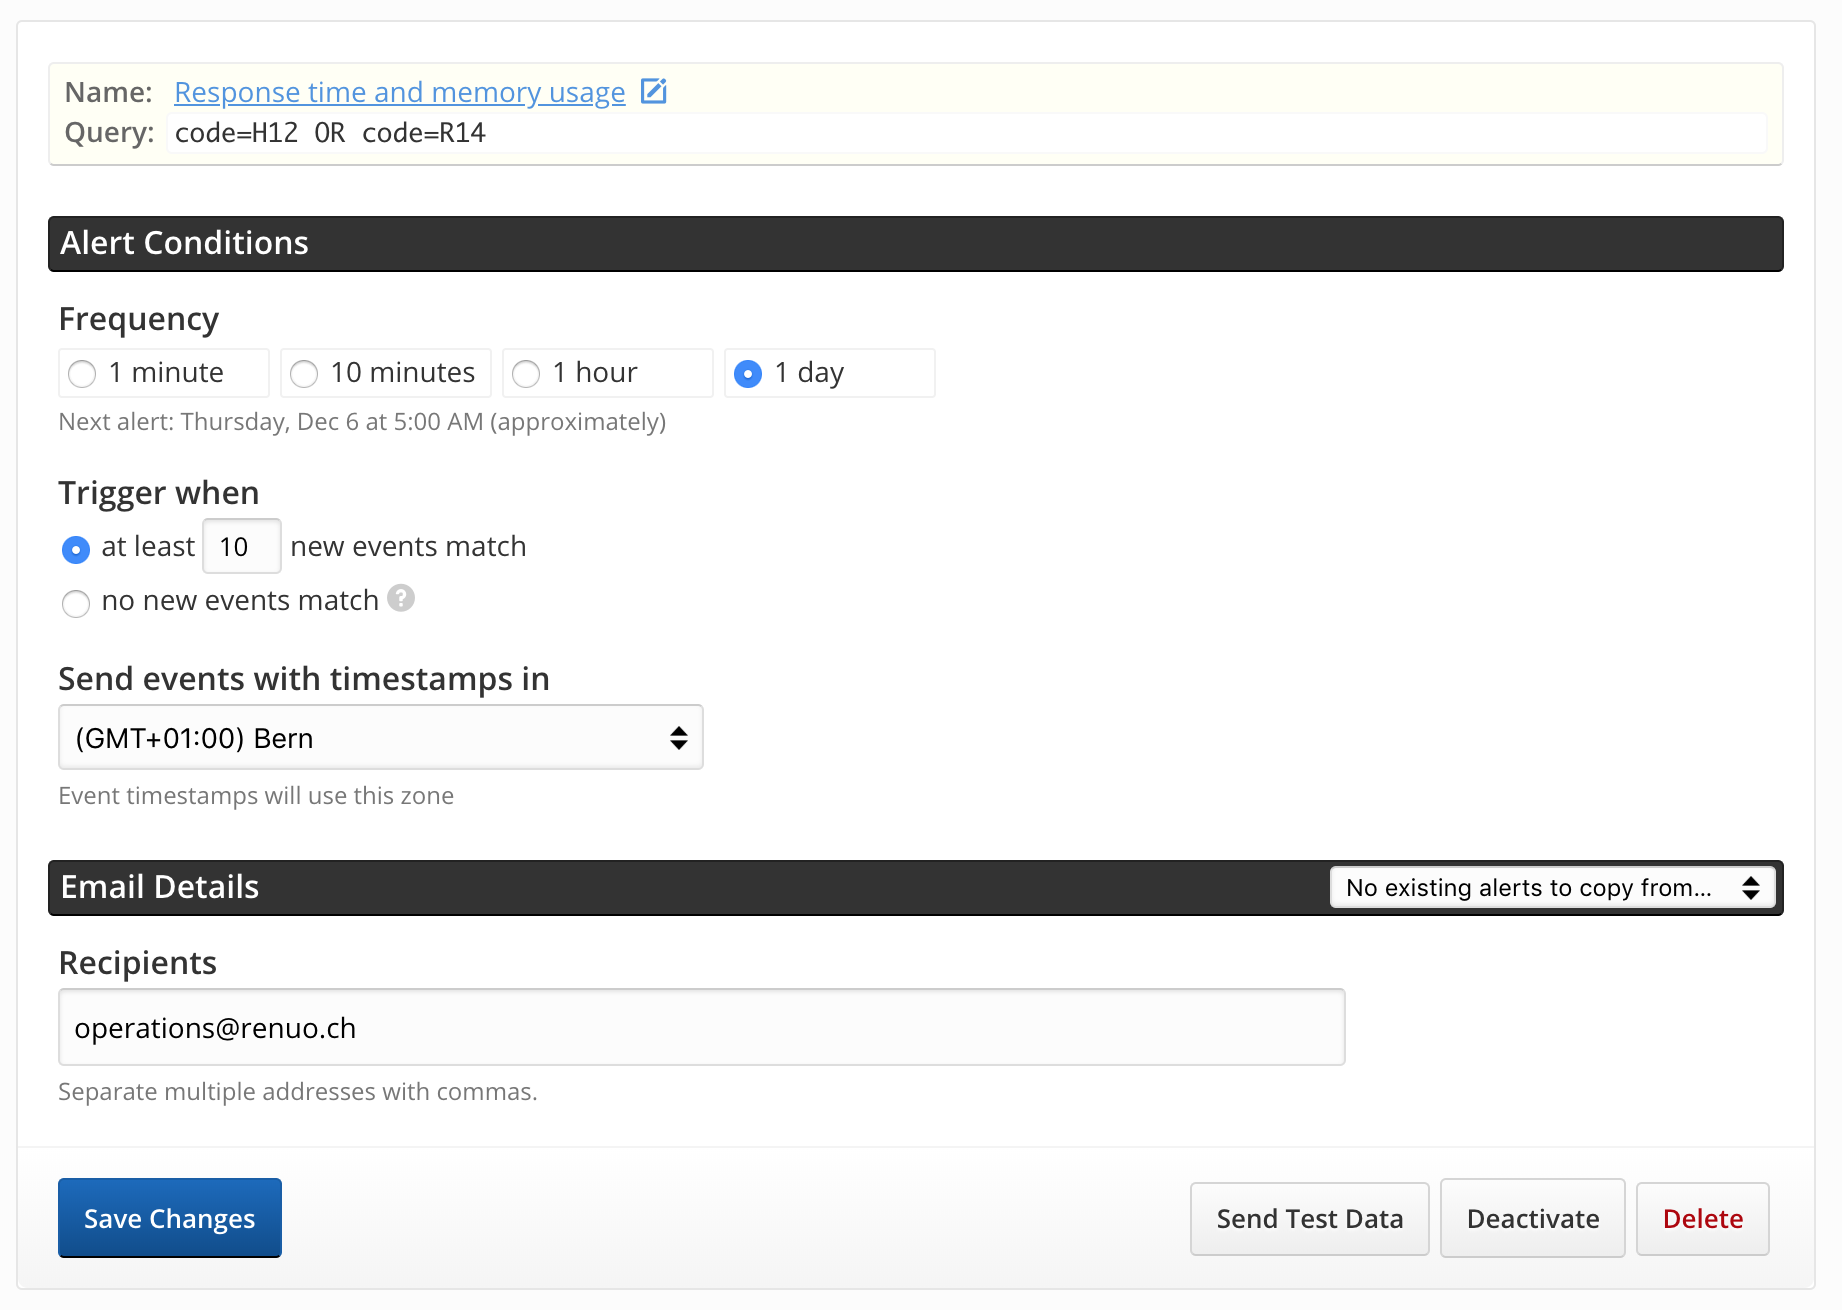 Name: Response time and memory usage
Query: code=H12 OR code=R14
Alert Conditions
Frequency
1 minute 10 minutes 1 hour 1 day
Next alert: Thursday, Dec 6 at 5:00 AM (approximately)
Trigger when
at least 10 new events match
no new events match ?
Send events with timestamps in
(GMT+01:00) Bern
Event timestamps will use this zone
Email Details No existing alerts to copy from...
Recipients
operations@renuo.ch
Separate multiple addresses with commas.
Save Changes Send Test Data Deactivate Delete